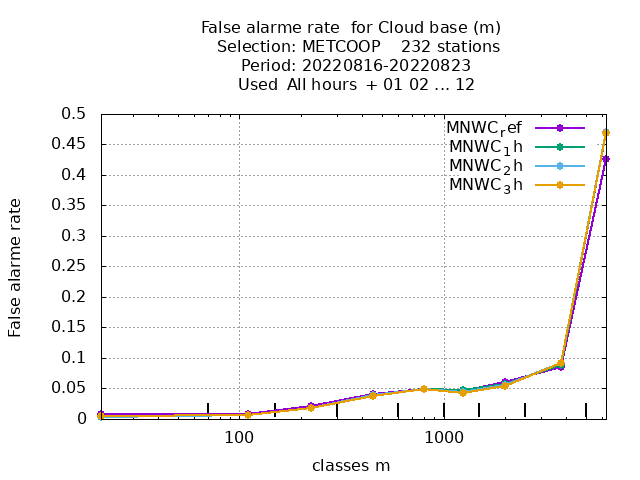 False alarme rate for Cloud base (m)
Selection: METCOOP 232 stations
Period: 20220816-20220823
Used All hours + 01 02 ... 12
MNWC_ref
MNWC_1h
MNWC_2h
MNWC_3h
0.5
0.45
0.4
0.35
0.3
0.25
0.2
0.15
0.1
0.05
0
False alarme rate
100
1000
classes m